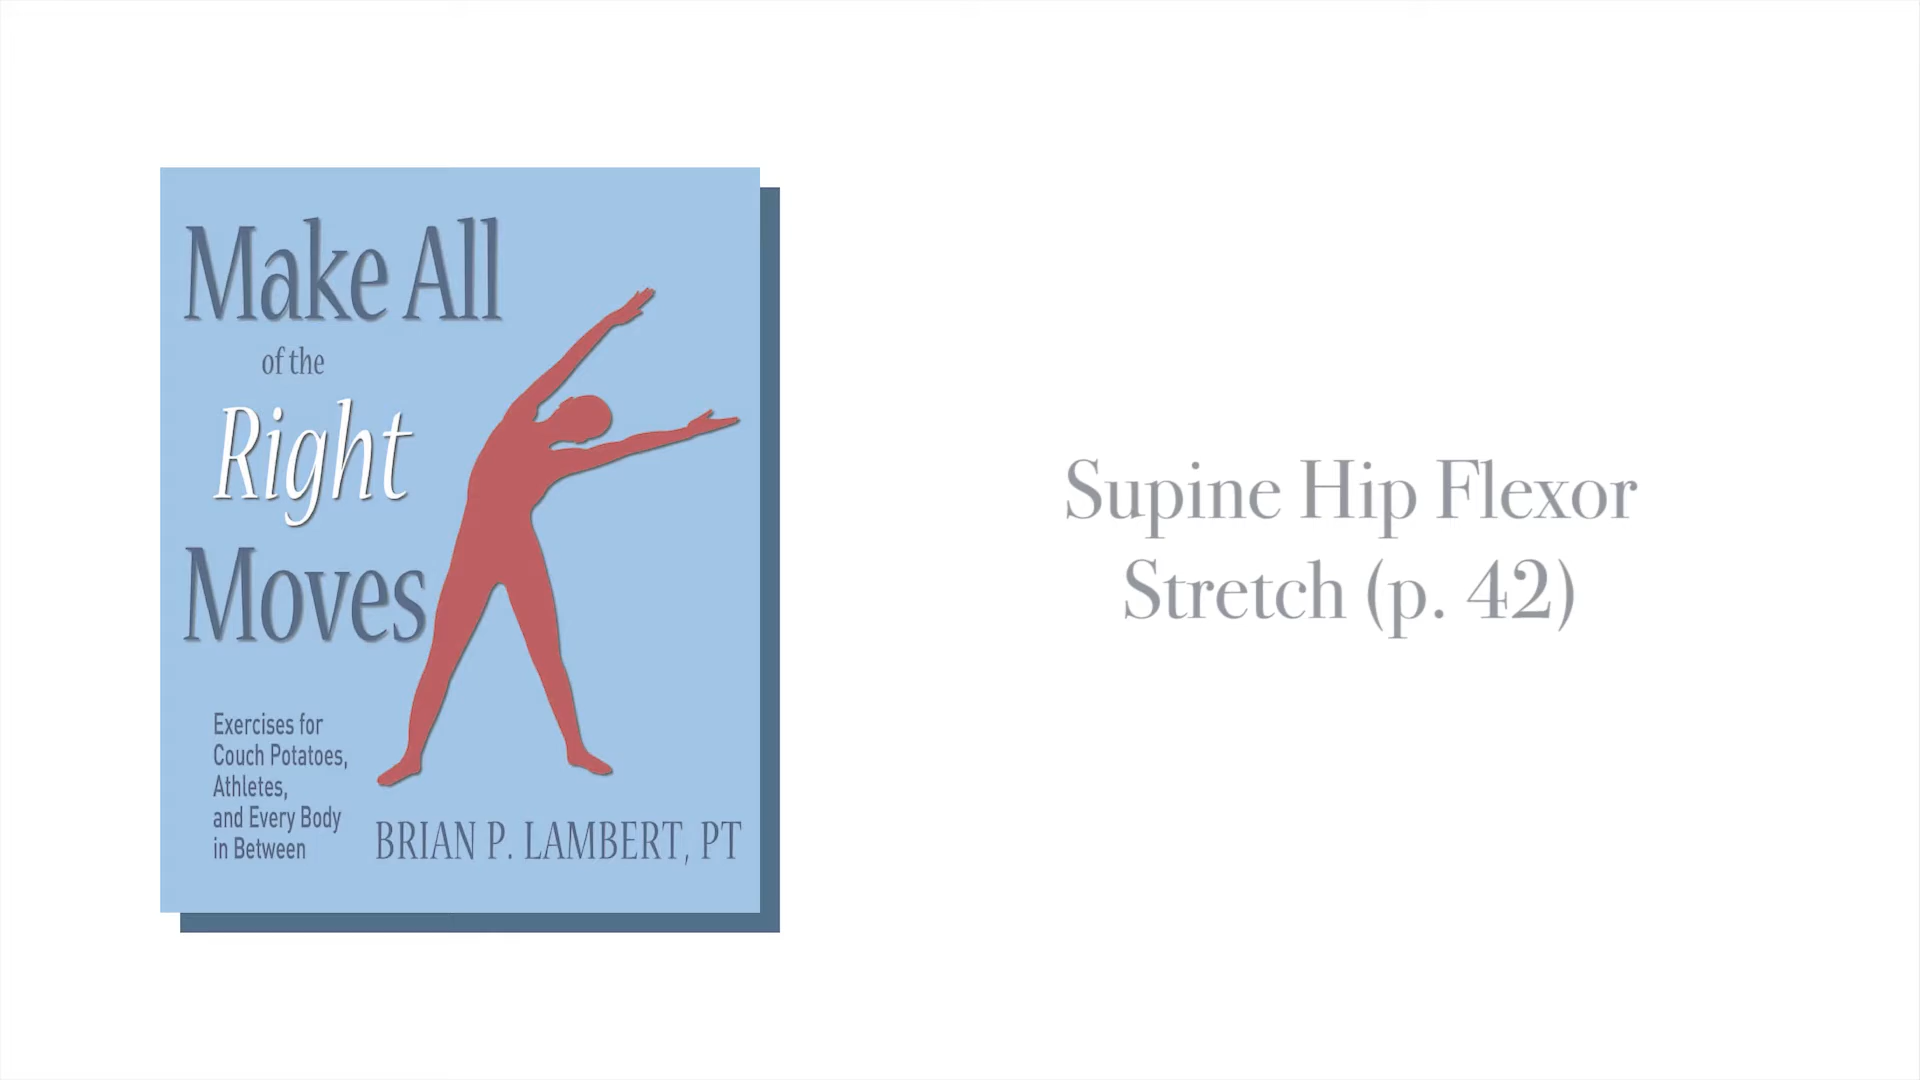 Make All
of the
Right
Moves
Exercises for
Couch Potatoes,
Athletes,
and Every Body
in Between
BRIAN P. LAMBERT, PT
Supine Hip Flexor
Stretch (p. 42)